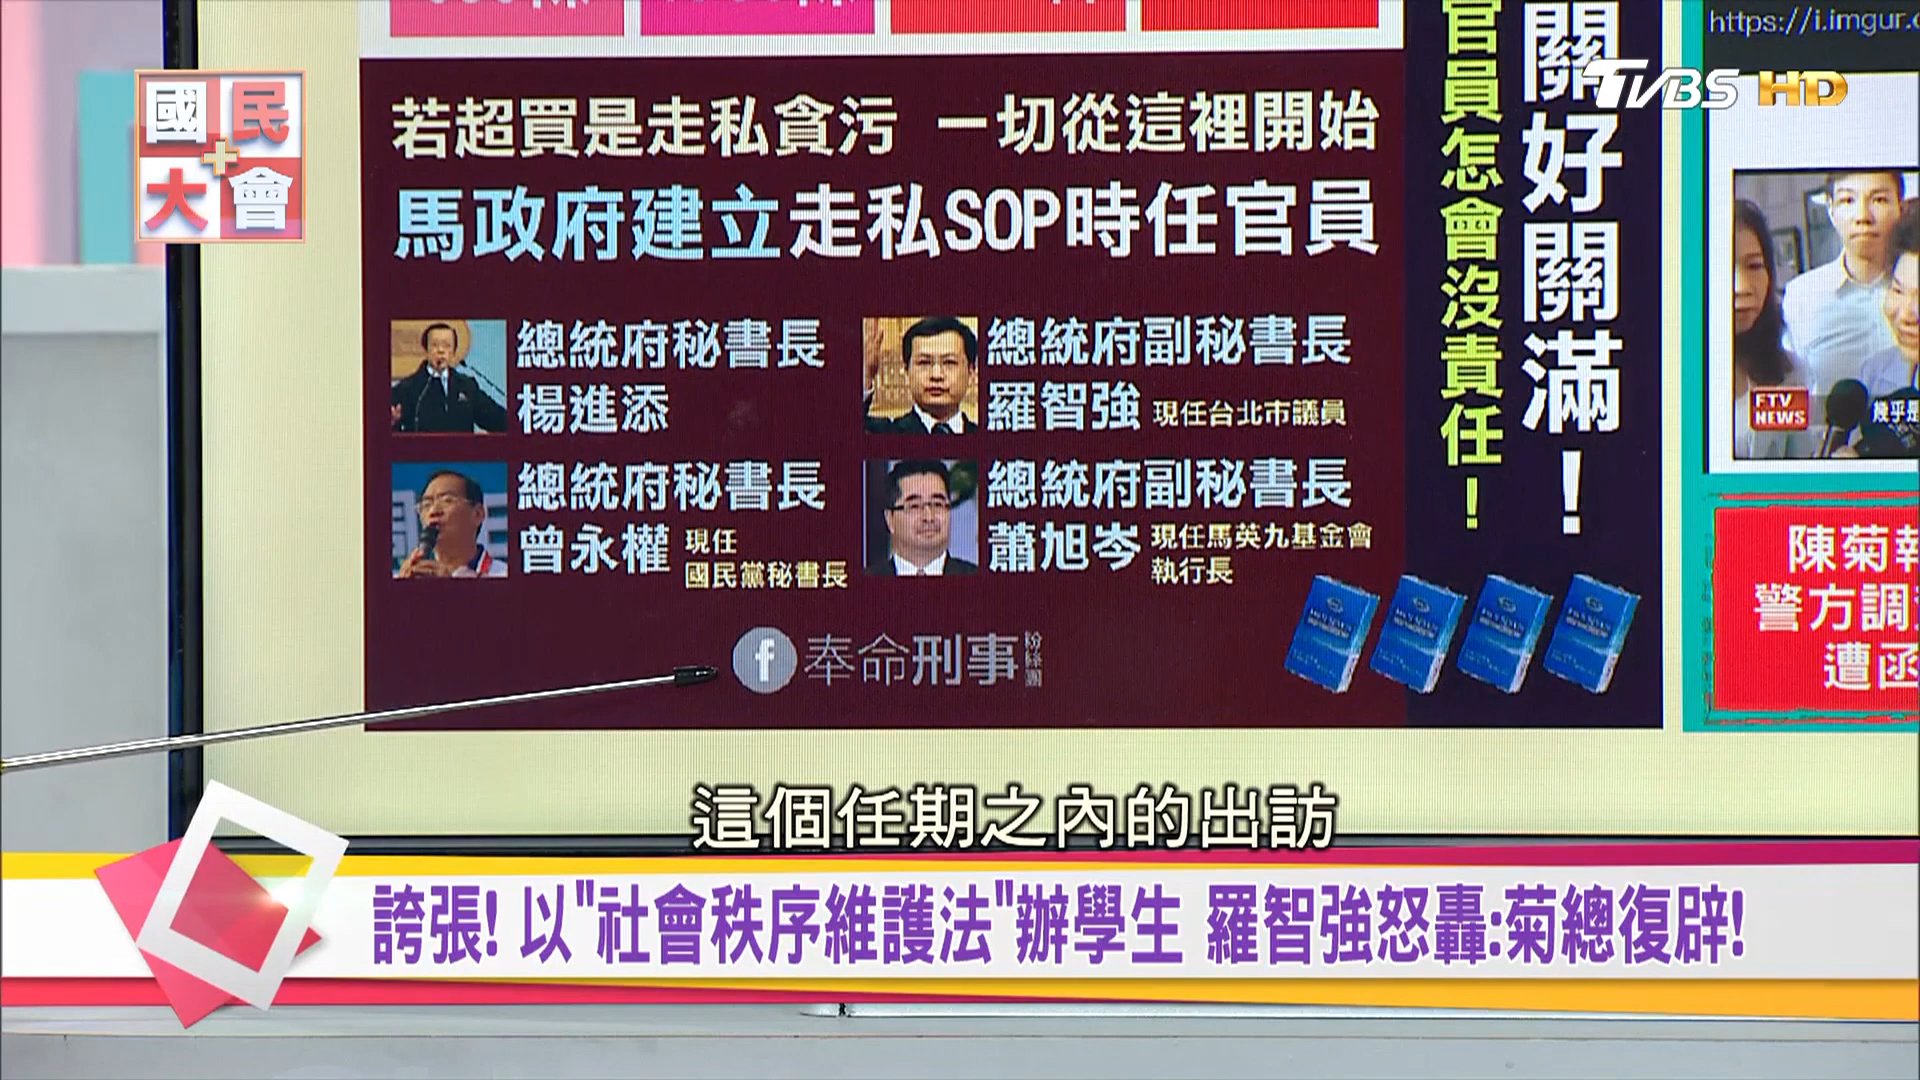 國民
大會
TVBS HD
https://i.imgur.c
若超買是走私貪污 一切從這裡開始
馬政府建立走私SOP時任官員
總統府秘書長
楊進添
總統府副秘書長
羅智強 現任台北市議員
總統府秘書長
曾永權 現任
國民黨秘書長
總統府副秘書長
蕭旭岑 現任馬英九基金會
執行長
奉命刑事 粉絲團
官員怎會沒責任!
關好關滿!
FTV
NEWS
幾乎是
陳菊
警方調
遭函
這個任期之內的出訪
誇張! 以"社會秩序維護法"辦學生 羅智強怒轟:菊總復辟!